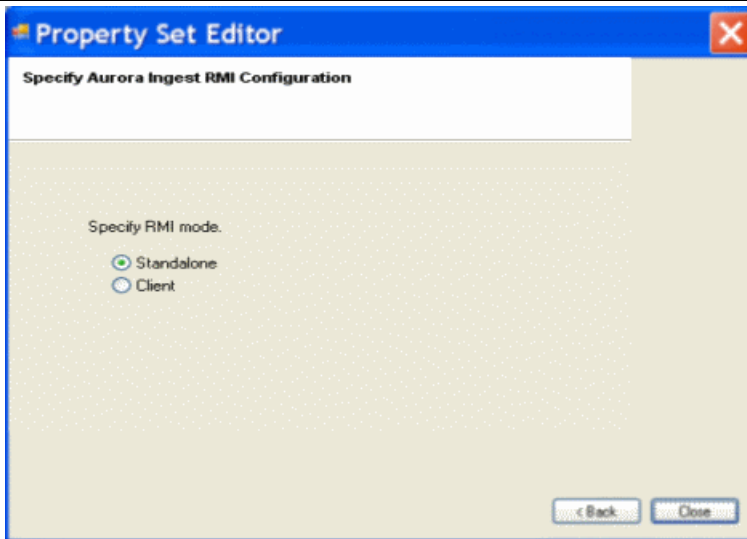 Property Set Editor
Specify Aurora Ingest RMI Configuration
Specify RMI mode.
Standalone
Client
< Back
Close